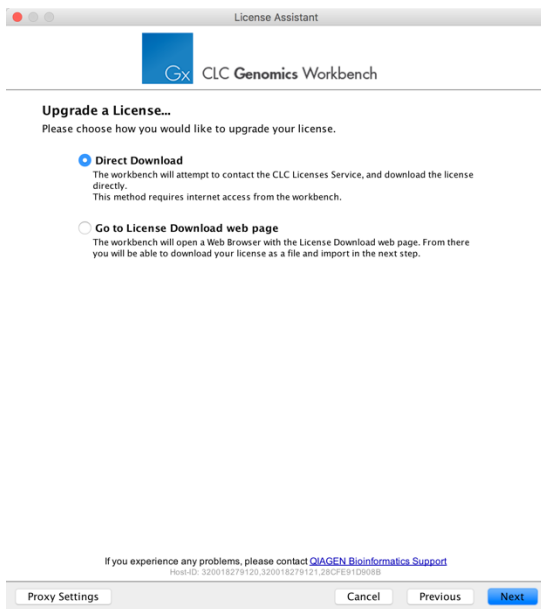 License Assistant
Gx CLC Genomics Workbench
Upgrade a License...
Please choose how you would like to upgrade your license.
Direct Download
The workbench will attempt to contact the CLC Licenses Service, and download the license
directly.
This method requires internet access from the workbench.
Go to License Download web page
The workbench will open a Web Browser with the License Download web page. From there
you will be able to download your license as a file and import in the next step.
If you experience any problems, please contact QIAGEN Bioinformatics Support
Host-ID: 320018279120,320018279121,28CFE91D908B
Proxy Settings Cancel Previous Next